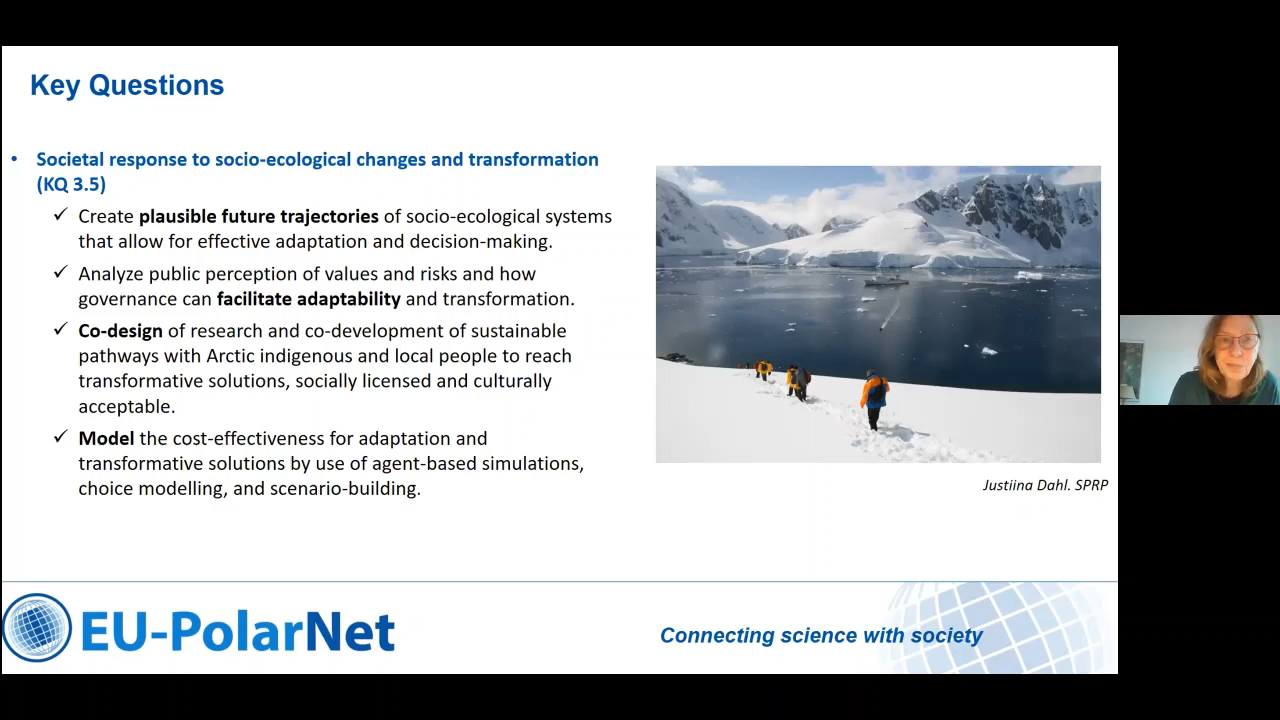 Key Questions
• Societal response to socio-ecological changes and transformation
(KQ 3.5)
✓ Create plausible future trajectories of socio-ecological systems
that allow for effective adaptation and decision-making.
✓ Analyze public perception of values and risks and how
governance can facilitate adaptability and transformation.
✓ Co-design of research and co-development of sustainable
pathways with Arctic indigenous and local people to reach
transformative solutions, socially licensed and culturally
acceptable.
✓ Model the cost-effectiveness for adaptation and
transformative solutions by use of agent-based simulations,
choice modelling, and scenario-building.
Justiina Dahl. SPRP
EU-PolarNet
Connecting science with society